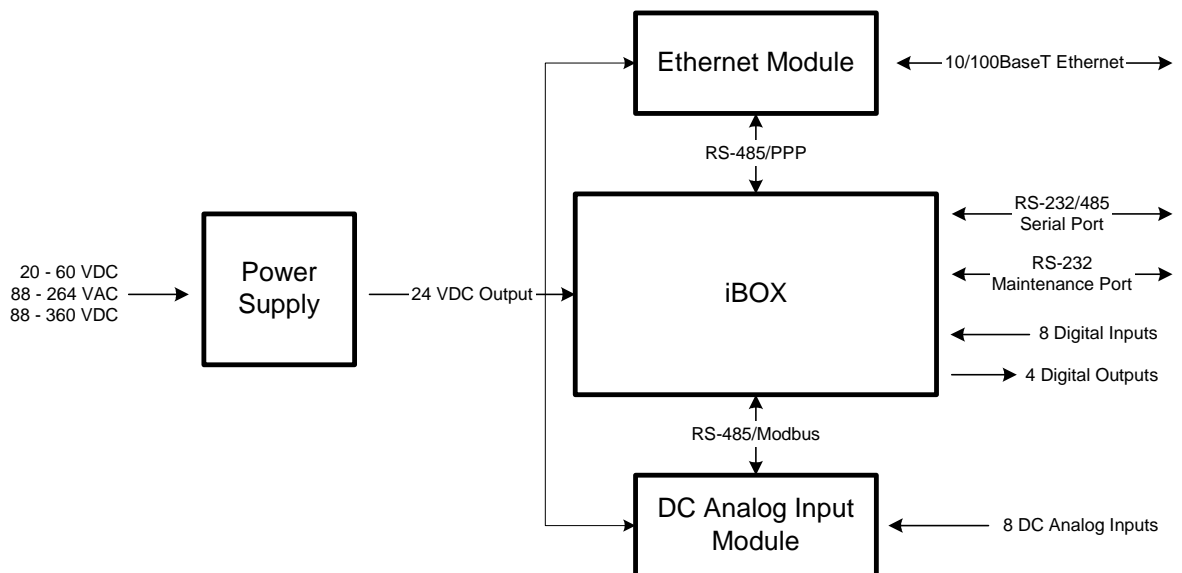 Ethernet Module
10/100BaseT Ethernet
RS-485/PPP
20 - 60 VDC
88 - 264 VAC
88 - 360 VDC
Power
Supply
24 VDC Output
iBOX
RS-232/485
Serial Port
RS-232
Maintenance Port
8 Digital Inputs
4 Digital Outputs
RS-485/Modbus
DC Analog Input
Module
8 DC Analog Inputs